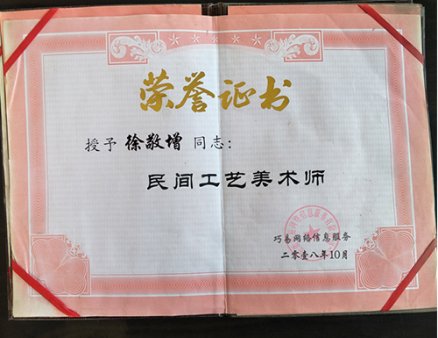 荣誉证书
授予 徐敬增 同志：
民间工艺美术师
巧易网络信息服务
二零壹八年10月